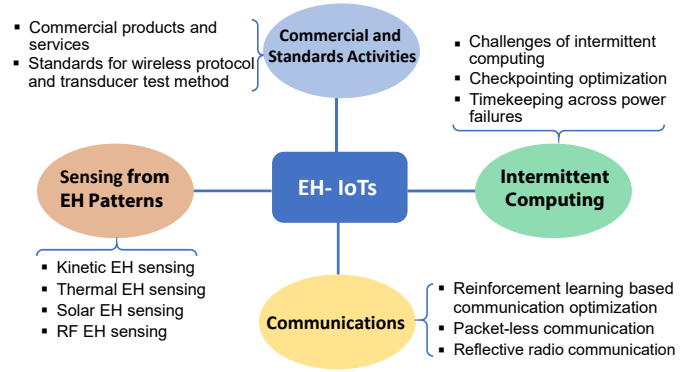 ▪ Commercial products and
services
▪ Standards for wireless protocol
and transducer test method
Commercial and
Standards Activities
▪ Challenges of intermittent
computing
▪ Checkpointing optimization
▪ Timekeeping across power
failures
Sensing from
EH Patterns
EH- IoTs
Intermittent
Computing
▪ Kinetic EH sensing
▪ Thermal EH sensing
▪ Solar EH sensing
▪ RF EH sensing
Communications
▪ Reinforcement learning based
communication optimization
▪ Packet-less communication
▪ Reflective radio communication